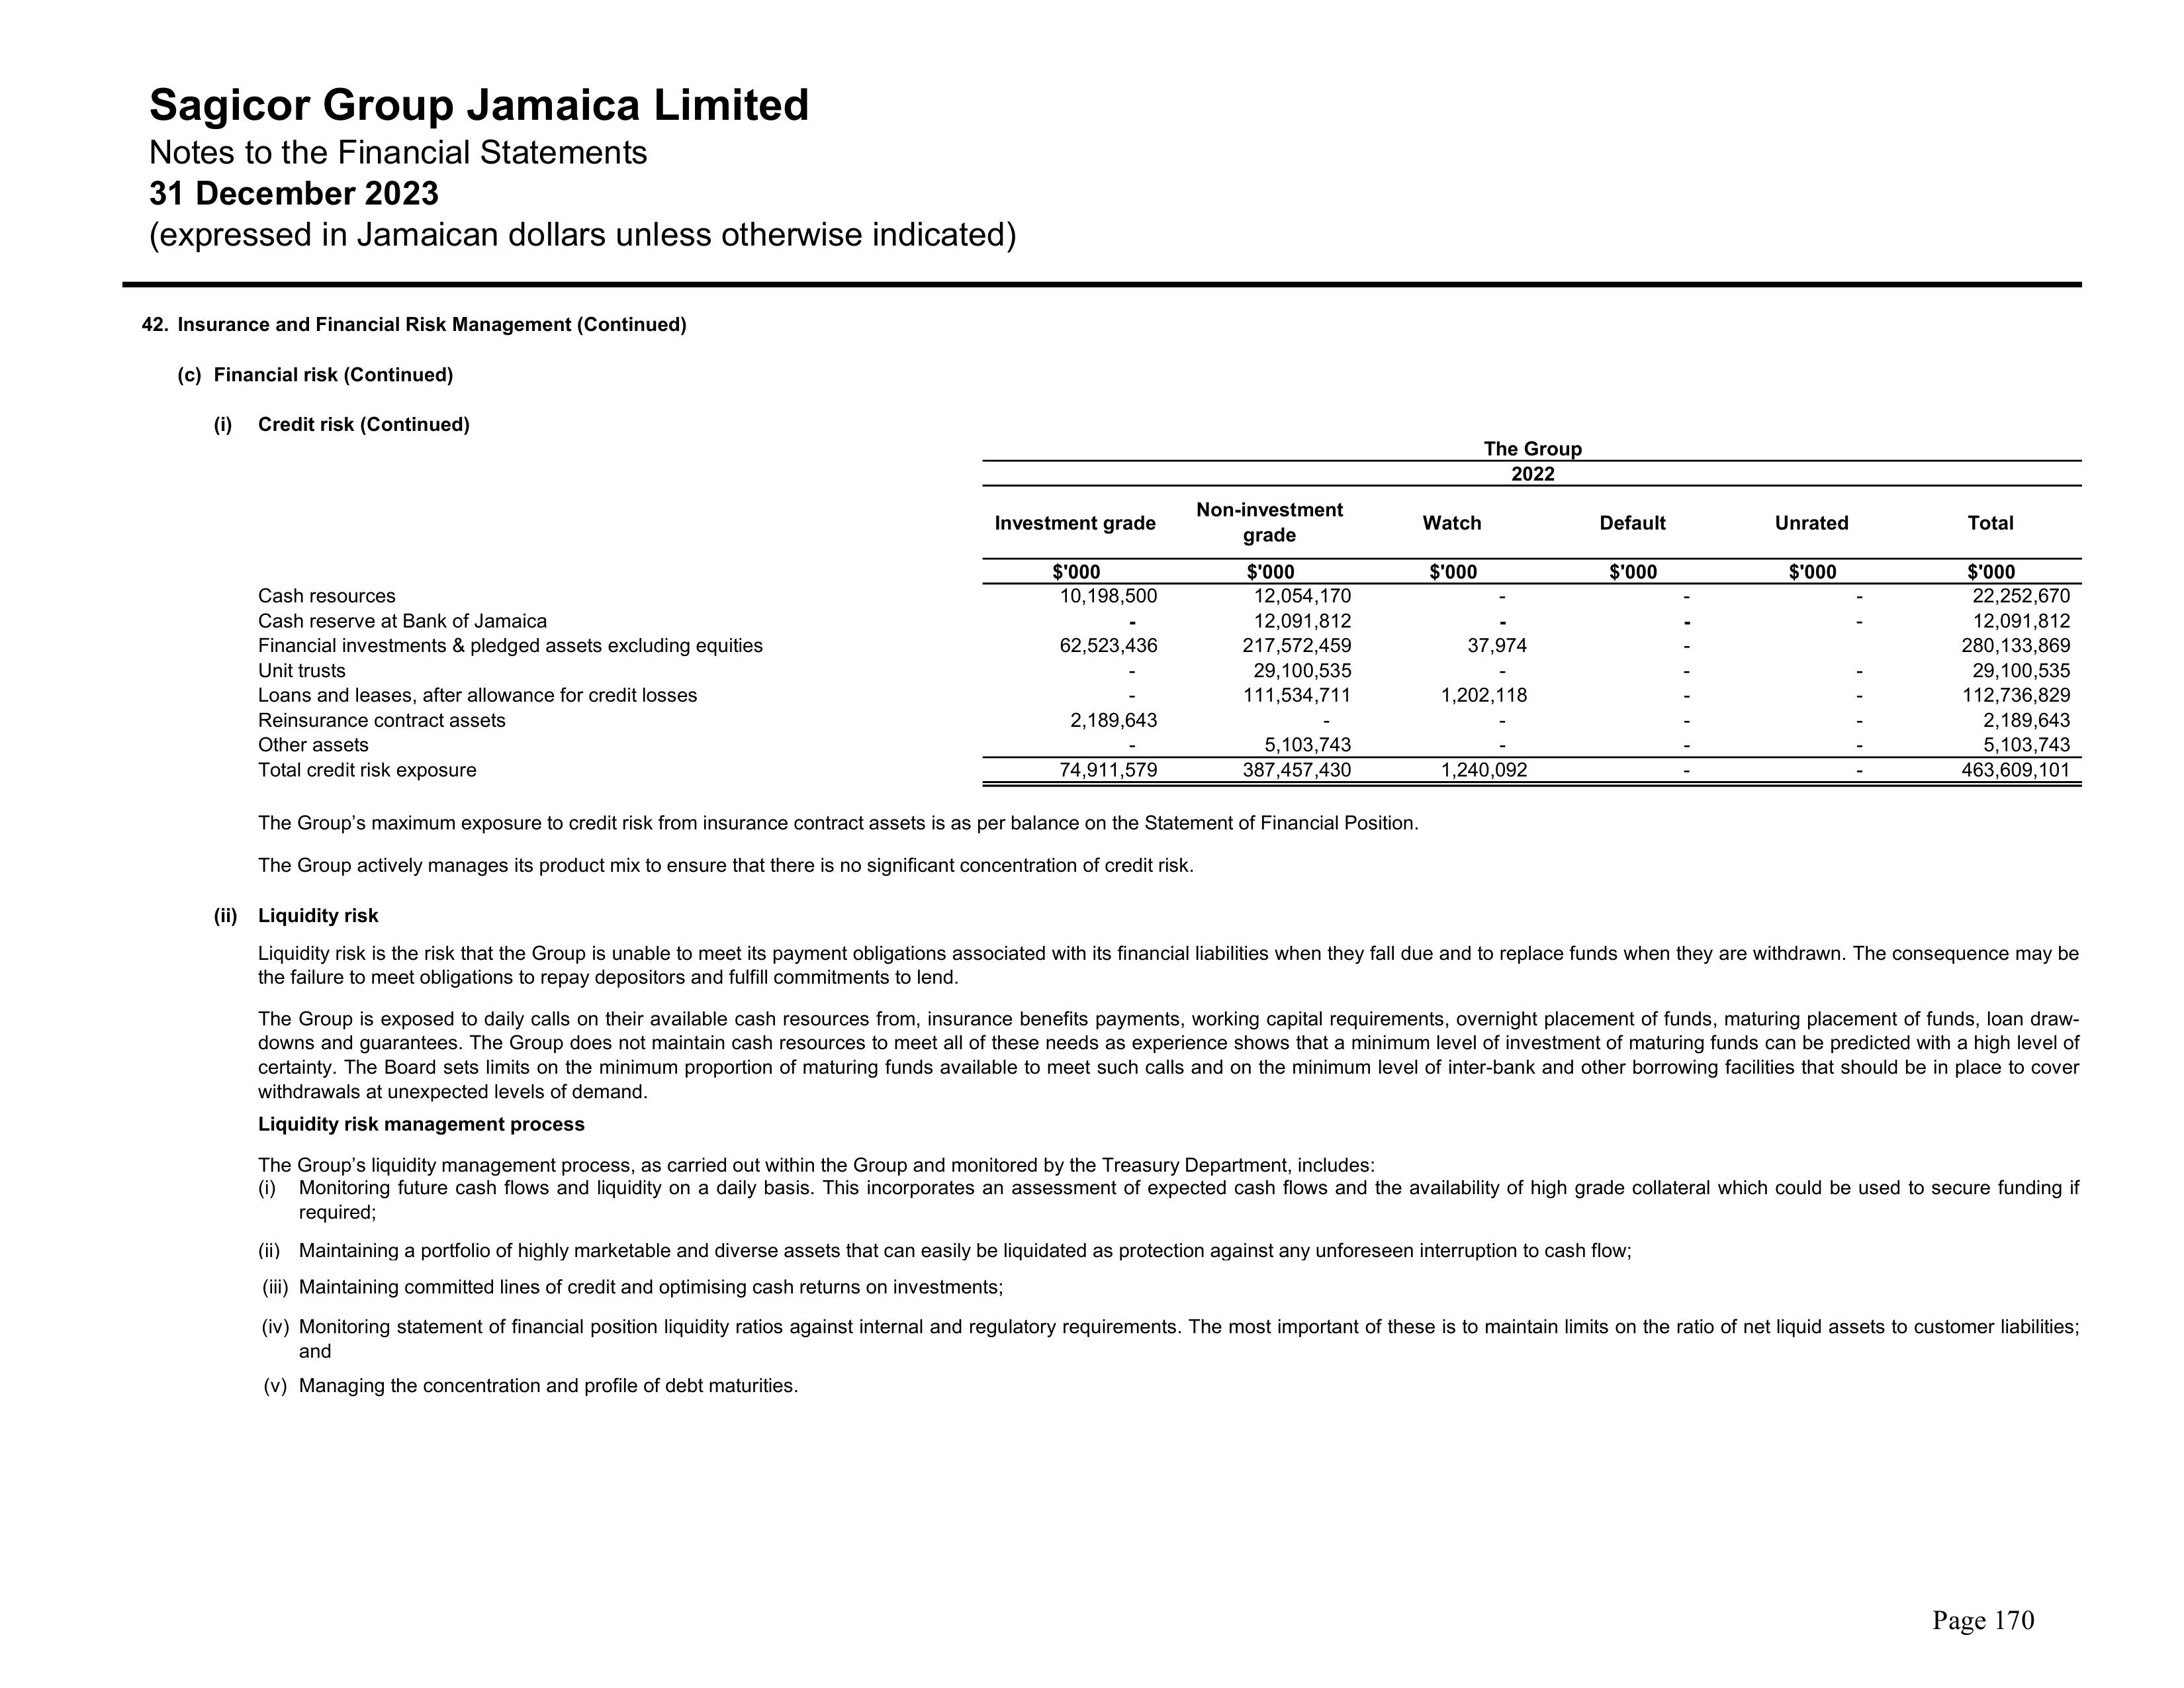 Sagicor Group Jamaica Limited
Notes to the Financial Statements
31 December 2023
(expressed in Jamaican dollars unless otherwise indicated)
42. Insurance and Financial Risk Management (Continued)
(c) Financial risk (Continued)
(i) Credit risk (Continued)
The Group
2022
Investment grade Non-investment grade Watch Default Unrated Total
$'000 $'000 $'000 $'000 $'000 $'000
Cash resources 10,198,500 12,054,170 - - - 22,252,670
Cash reserve at Bank of Jamaica - 12,091,812 - - - 12,091,812
Financial investments & pledged assets excluding equities 62,523,436 217,572,459 37,974 - 280,133,869
Unit trusts - 29,100,535 - - - 29,100,535
Loans and leases, after allowance for credit losses - 111,534,711 1,202,118 - - 112,736,829
Reinsurance contract assets 2,189,643 - - - - 2,189,643
Other assets - 5,103,743 - - - 5,103,743
Total credit risk exposure 74,911,579 387,457,430 1,240,092 - - 463,609,101
The Group’s maximum exposure to credit risk from insurance contract assets is as per balance on the Statement of Financial Position.
The Group actively manages its product mix to ensure that there is no significant concentration of credit risk.
(ii) Liquidity risk
Liquidity risk is the risk that the Group is unable to meet its payment obligations associated with its financial liabilities when they fall due and to replace funds when they are withdrawn. The consequence may be
the failure to meet obligations to repay depositors and fulfill commitments to lend.
The Group is exposed to daily calls on their available cash resources from, insurance benefits payments, working capital requirements, overnight placement of funds, maturing placement of funds, loan draw-
downs and guarantees. The Group does not maintain cash resources to meet all of these needs as experience shows that a minimum level of investment of maturing funds can be predicted with a high level of
certainty. The Board sets limits on the minimum proportion of maturing funds available to meet such calls and on the minimum level of inter-bank and other borrowing facilities that should be in place to cover
withdrawals at unexpected levels of demand.
Liquidity risk management process
The Group’s liquidity management process, as carried out within the Group and monitored by the Treasury Department, includes:
(i) Monitoring future cash flows and liquidity on a daily basis. This incorporates an assessment of expected cash flows and the availability of high grade collateral which could be used to secure funding if
required;
(ii) Maintaining a portfolio of highly marketable and diverse assets that can easily be liquidated as protection against any unforeseen interruption to cash flow;
(iii) Maintaining committed lines of credit and optimising cash returns on investments;
(iv) Monitoring statement of financial position liquidity ratios against internal and regulatory requirements. The most important of these is to maintain limits on the ratio of net liquid assets to customer liabilities;
and
(v) Managing the concentration and profile of debt maturities.
Page 170